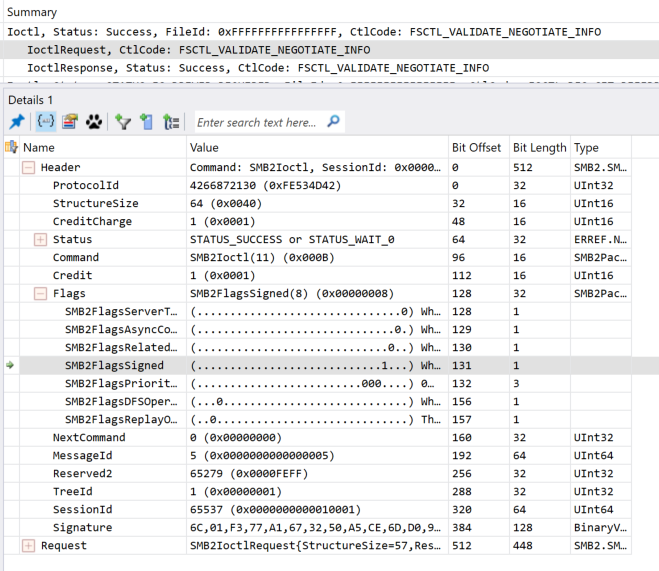 Summary
Ioctl, Status: Success, FileId: 0xFFFFFFFFFFFFFFFF, CtlCode: FSCTL_VALIDATE_NEGOTIATE_INFO
IoctlRequest, CtlCode: FSCTL_VALIDATE_NEGOTIATE_INFO
IoctlResponse, Status: Success, CtlCode: FSCTL_VALIDATE_NEGOTIATE_INFO
Details 1
Enter search text here...
Name Value Bit Offset Bit Length Type
Header Command: SMB2Ioctl, SessionId: 0x0000... 0 512 SMB2.SM...
ProtocolId 4266872130 (0xFE534D42) 0 32 UInt32
StructureSize 64 (0x0040) 32 16 UInt16
CreditCharge 1 (0x0001) 48 16 UInt16
Status STATUS_SUCCESS or STATUS_WAIT_0 64 32 ERREF.N...
Command SMB2Ioctl(11) (0x000B) 96 16 SMB2Pac...
Credit 1 (0x0001) 112 16 UInt16
Flags SMB2FlagsSigned(8) (0x00000008) 128 32 SMB2Pac...
SMB2FlagsServerT... (...............................0) Wh... 128 1
SMB2FlagsAsyncCo... (..............................0.) Wh... 129 1
SMB2FlagsRelated... (.............................0..) Wh... 130 1
SMB2FlagsSigned (............................1...) Wh... 131 1
SMB2FlagsPriorit... (.........................000....) 0... 132 3
SMB2FlagsDFSOper... (...0............................) Wh... 156 1
SMB2FlagsReplayO... (..0.............................) Th... 157 1
NextCommand 0 (0x00000000) 160 32 UInt32
MessageId 5 (0x0000000000000005) 192 64 UInt64
Reserved2 65279 (0x0000FEFF) 256 32 UInt32
TreeId 1 (0x00000001) 288 32 UInt32
SessionId 65537 (0x0000000000010001) 320 64 UInt64
Signature 6C,01,F3,77,A1,67,32,50,A5,CE,6D,D0,9... 384 128 BinaryV...
Request SMB2IoctlRequest{StructureSize=57,Res... 512 448 SMB2.SM...